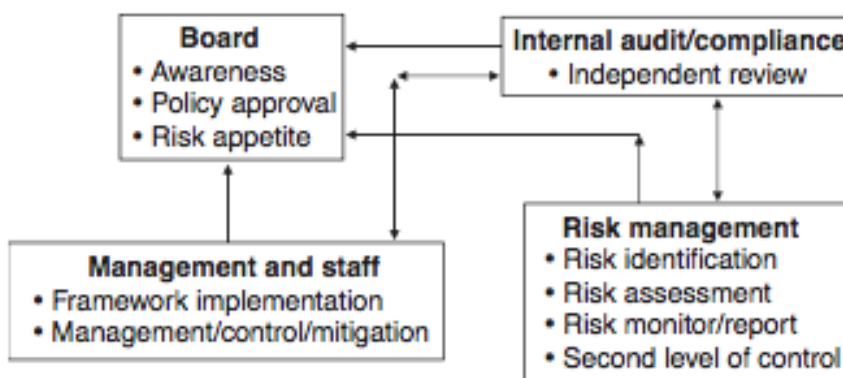 Board
• Awareness
• Policy approval
• Risk appetite
Internal audit/compliance
• Independent review
Management and staff
• Framework implementation
• Management/control/mitigation
Risk management
• Risk identification
• Risk assessment
• Risk monitor/report
• Second level of control